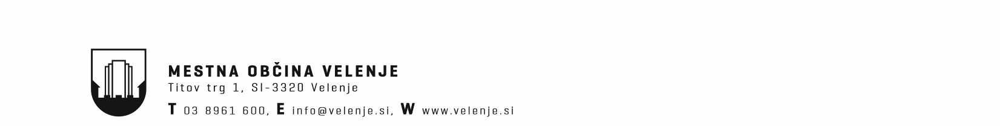 MESTNA OBČINA VELENJE
Titov trg 1, SI-3320 Velenje
T 03 8961 600, E info@velenje.si, W www.velenje.si